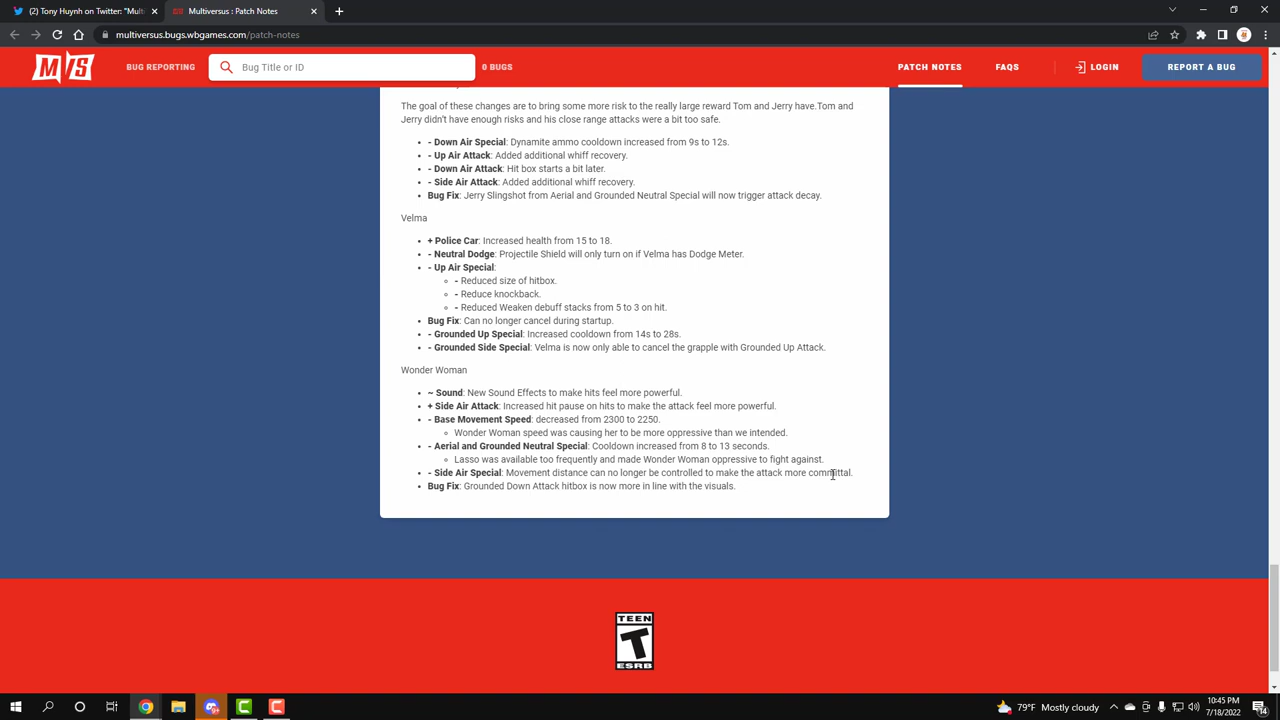 (7) Tony Huynh on Twitter: "Multive
Multiversus : Patch Notes
multiversus.bugs.wbgames.com/patch-notes
M/S
BUG REPORTING
Bug Title or ID
0 BUGS
PATCH NOTES
FAQS
LOGIN
REPORT A BUG
The goal of these changes are to bring some more risk to the really large reward Tom and Jerry have.Tom and
Jerry didn't have enough risks and his close range attacks were a bit too safe.
- Down Air Special: Dynamite ammo cooldown increased from 9s to 12s.
- Up Air Attack: Added additional whiff recovery.
- Down Air Attack: Hit box starts a bit later.
- Side Air Attack: Added additional whiff recovery.
Bug Fix: Jerry Slingshot from Aerial and Grounded Neutral Special will now trigger attack decay.
Velma
+ Police Car: Increased health from 15 to 18.
- Neutral Dodge: Projectile Shield will only turn on if Velma has Dodge Meter.
- Up Air Special:
- Reduced size of hitbox.
- Reduce knockback.
- Reduced Weaken debuff stacks from 5 to 3 on hit.
Bug Fix: Can no longer cancel during startup.
- Grounded Up Special: Increased cooldown from 14s to 28s.
- Grounded Side Special: Velma is now only able to cancel the grapple with Grounded Up Attack.
Wonder Woman
~ Sound: New Sound Effects to make hits feel more powerful.
+ Side Air Attack: Increased hit pause on hits to make the attack feel more powerful.
- Base Movement Speed: decreased from 2300 to 2250.
Wonder Woman speed was causing her to be more oppressive than we intended.
- Aerial and Grounded Neutral Special: Cooldown increased from 8 to 13 seconds.
Lasso was available too frequently and made Wonder Woman oppressive to fight against.
- Side Air Special: Movement distance can no longer be controlled to make the attack more committal.
Bug Fix: Grounded Down Attack hitbox is now more in line with the visuals.
TEEN
T
ESRB
79°F Mostly cloudy
10:45 PM
7/18/2022